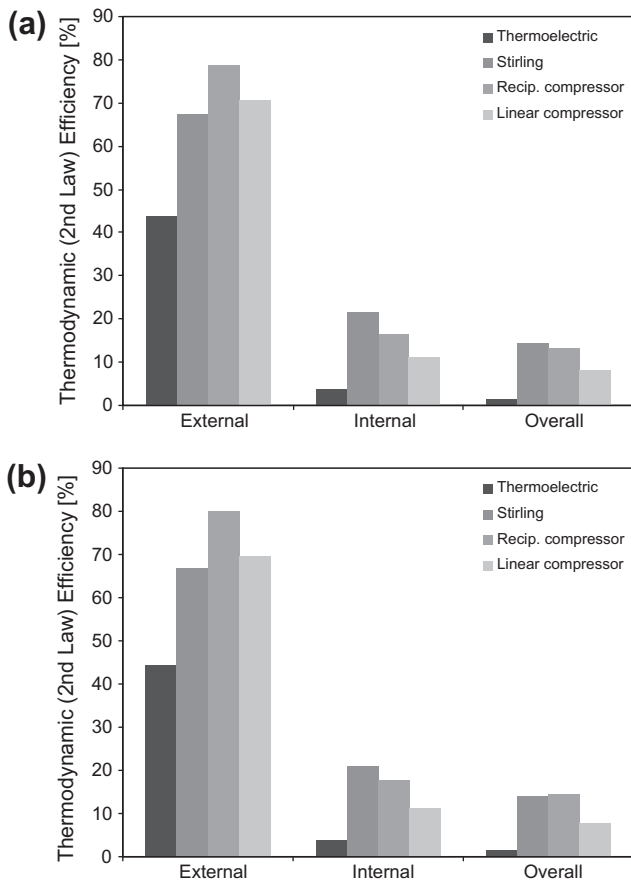 (a)
Thermodynamic (2nd Law) Efficiency [%]
90
80
70
60
50
40
30
20
10
0
Thermoelectric
Stirling
Recip. compressor
Linear compressor
External Internal Overall
(b)
Thermodynamic (2nd Law) Efficiency [%]
90
80
70
60
50
40
30
20
10
0
Thermoelectric
Stirling
Recip. compressor
Linear compressor
External Internal Overall